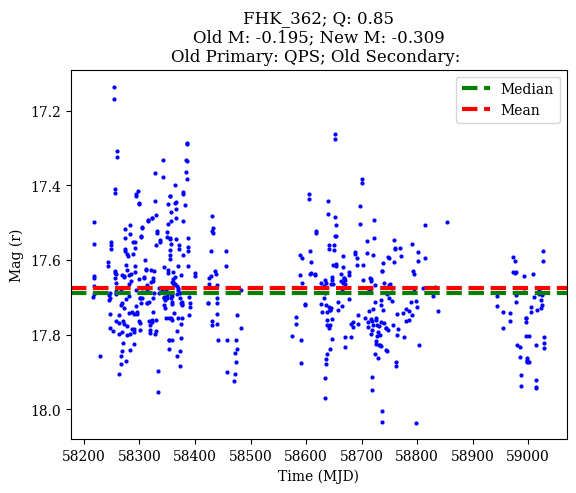 FHK_362; Q: 0.85
Old M: -0.195; New M: -0.309
Old Primary: QPS; Old Secondary:
Median
Mean
17.2
17.4
17.6
17.8
18.0
Mag (r)
58200 58300 58400 58500 58600 58700 58800 58900 59000
Time (MJD)